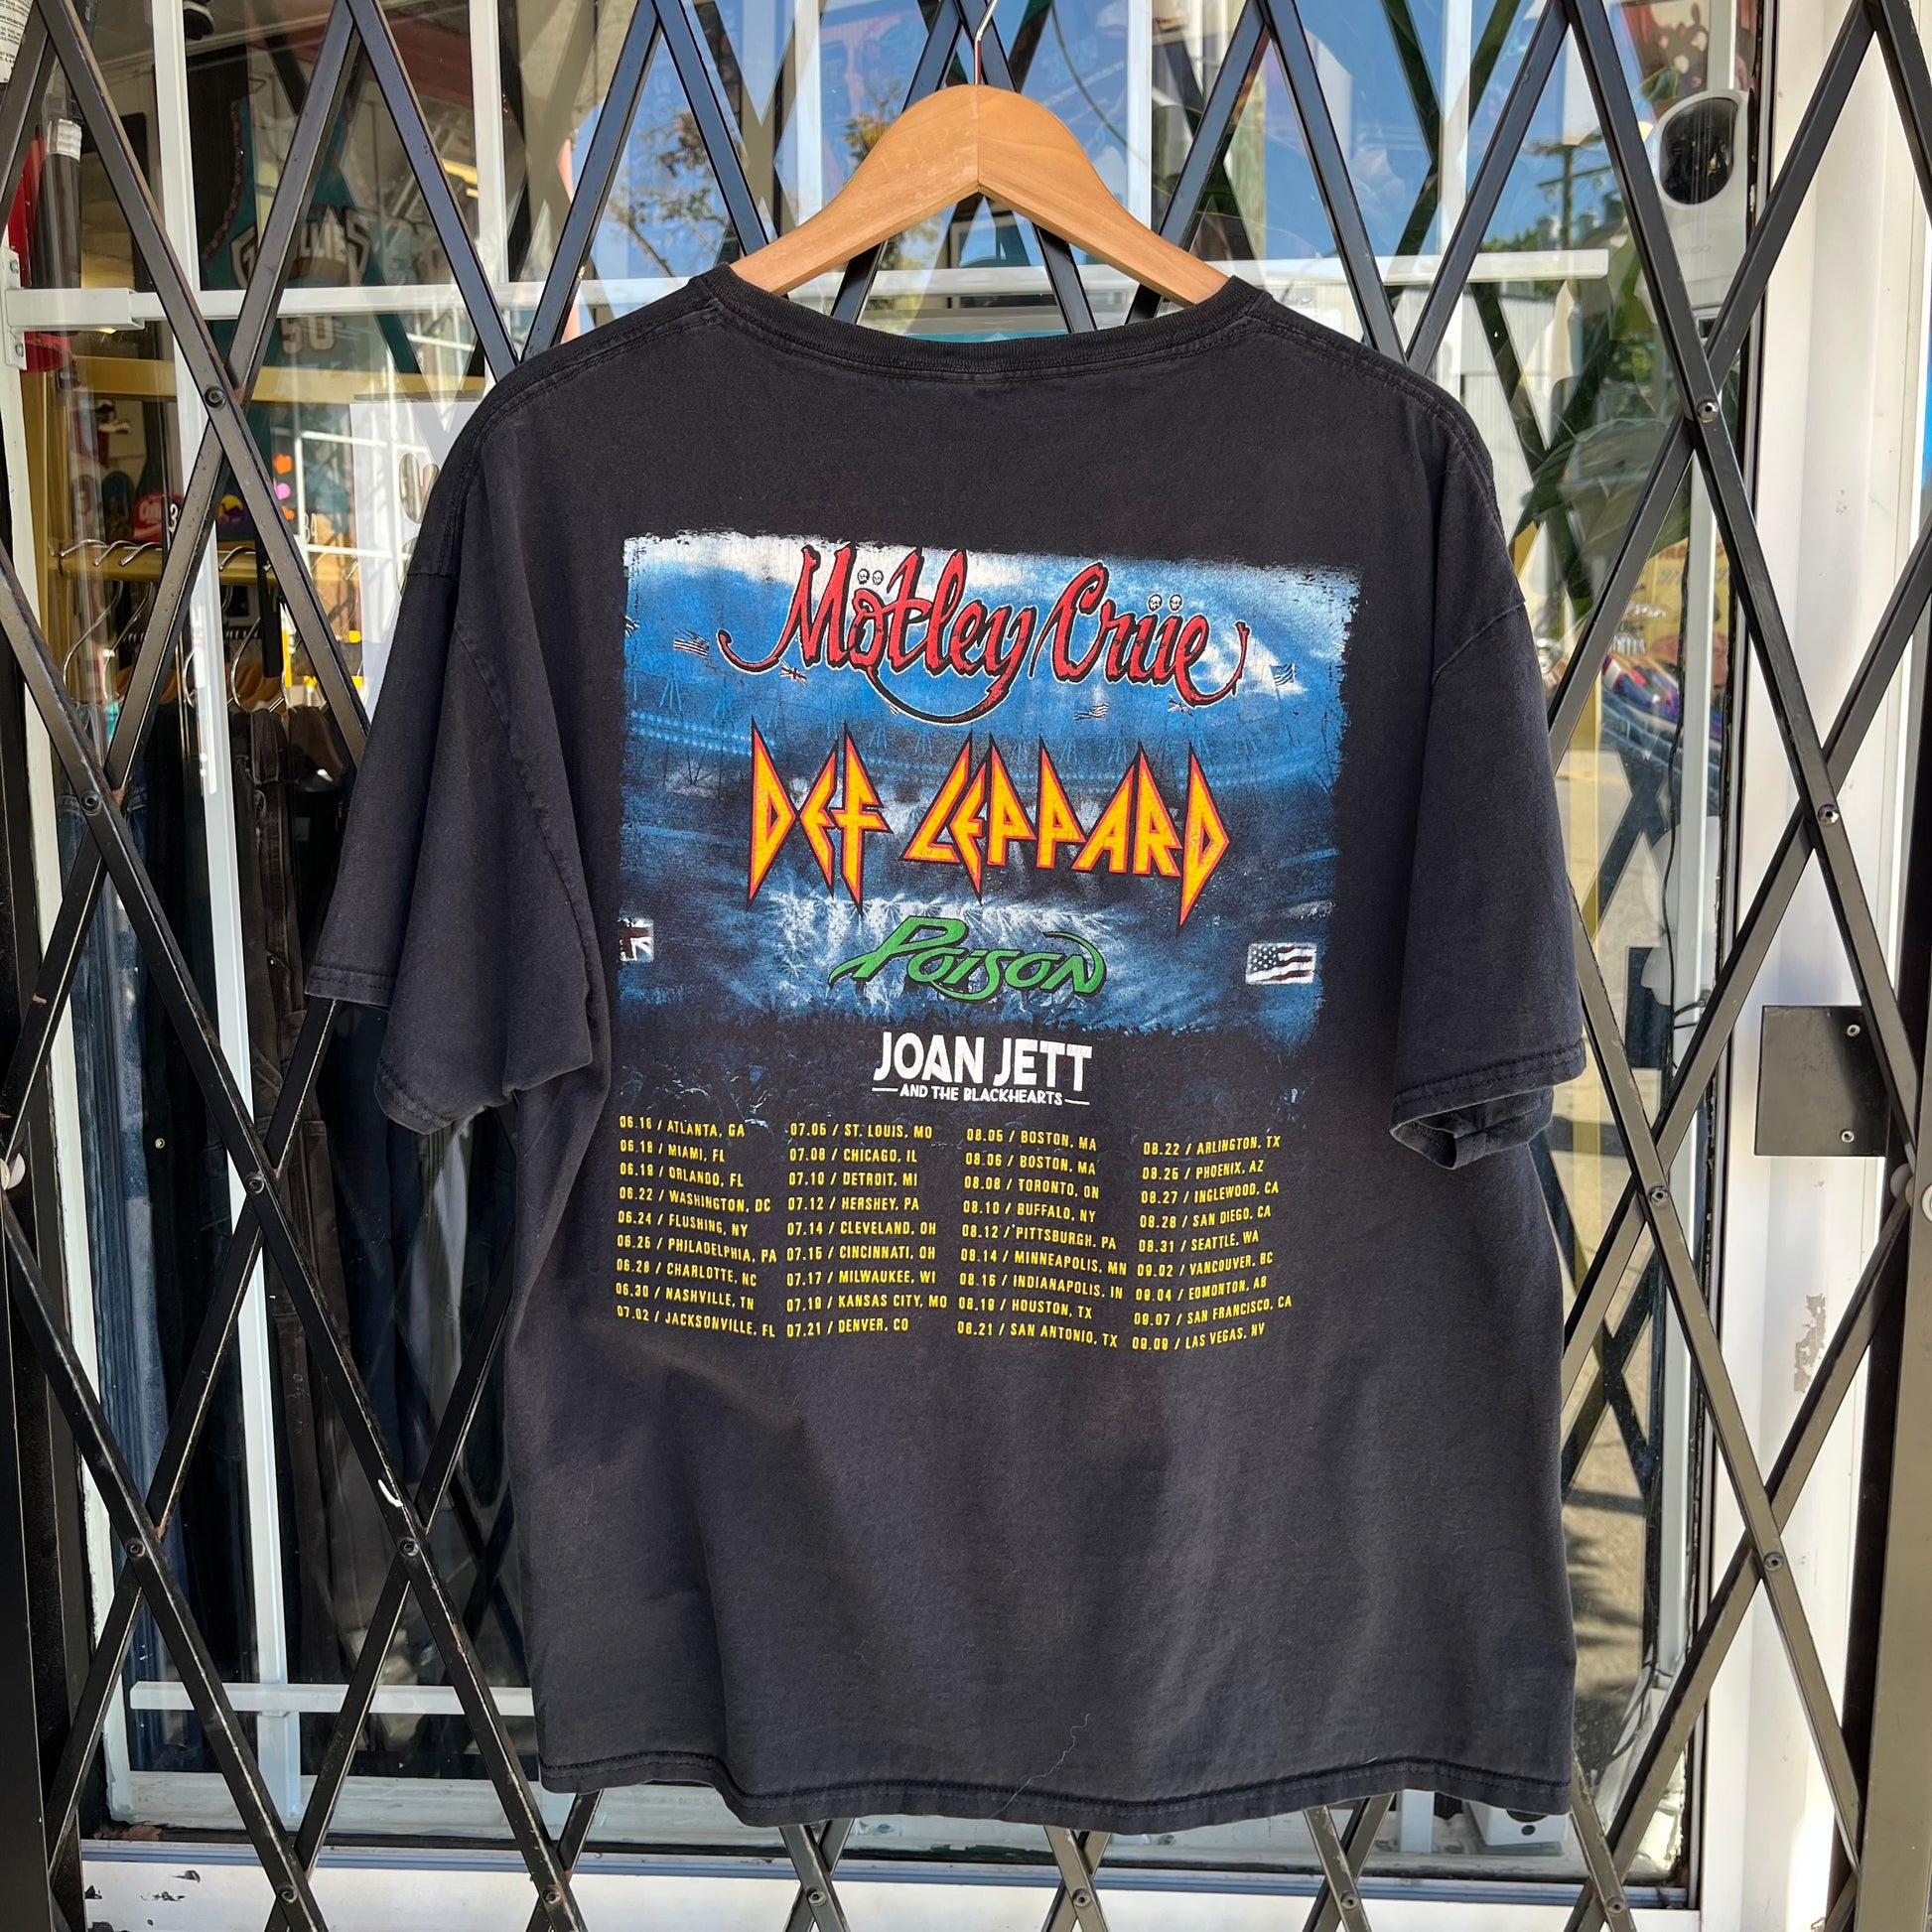 Mötley Crüe
DEF LEPPARD
Poison
JOAN JETT
AND THE BLACKHEARTS
06.16 / ATLANTA, GA
06.18 / MIAMI, FL
06.19 / ORLANDO, FL
06.22 / WASHINGTON, DC
06.24 / FLUSHING, NY
06.25 / PHILADELPHIA, PA
06.28 / CHARLOTTE, NC
06.30 / NASHVILLE, TN
07.02 / JACKSONVILLE, FL
07.05 / ST. LOUIS, MO
07.08 / CHICAGO, IL
07.10 / DETROIT, MI
07.12 / HERSHEY, PA
07.14 / CLEVELAND, OH
07.15 / CINCINNATI, OH
07.17 / MILWAUKEE, WI
07.19 / KANSAS CITY, MO
07.21 / DENVER, CO
08.05 / BOSTON, MA
08.06 / BOSTON, MA
08.08 / TORONTO, ON
08.10 / BUFFALO, NY
08.12 / PITTSBURGH, PA
08.14 / MINNEAPOLIS, MN
08.16 / INDIANAPOLIS, IN
08.19 / HOUSTON, TX
08.21 / SAN ANTONIO, TX
08.22 / ARLINGTON, TX
08.25 / PHOENIX, AZ
08.27 / INGLEWOOD, CA
08.28 / SAN DIEGO, CA
08.31 / SEATTLE, WA
09.02 / VANCOUVER, BC
09.04 / EDMONTON, AB
09.07 / SAN FRANCISCO, CA
09.09 / LAS VEGAS, NV